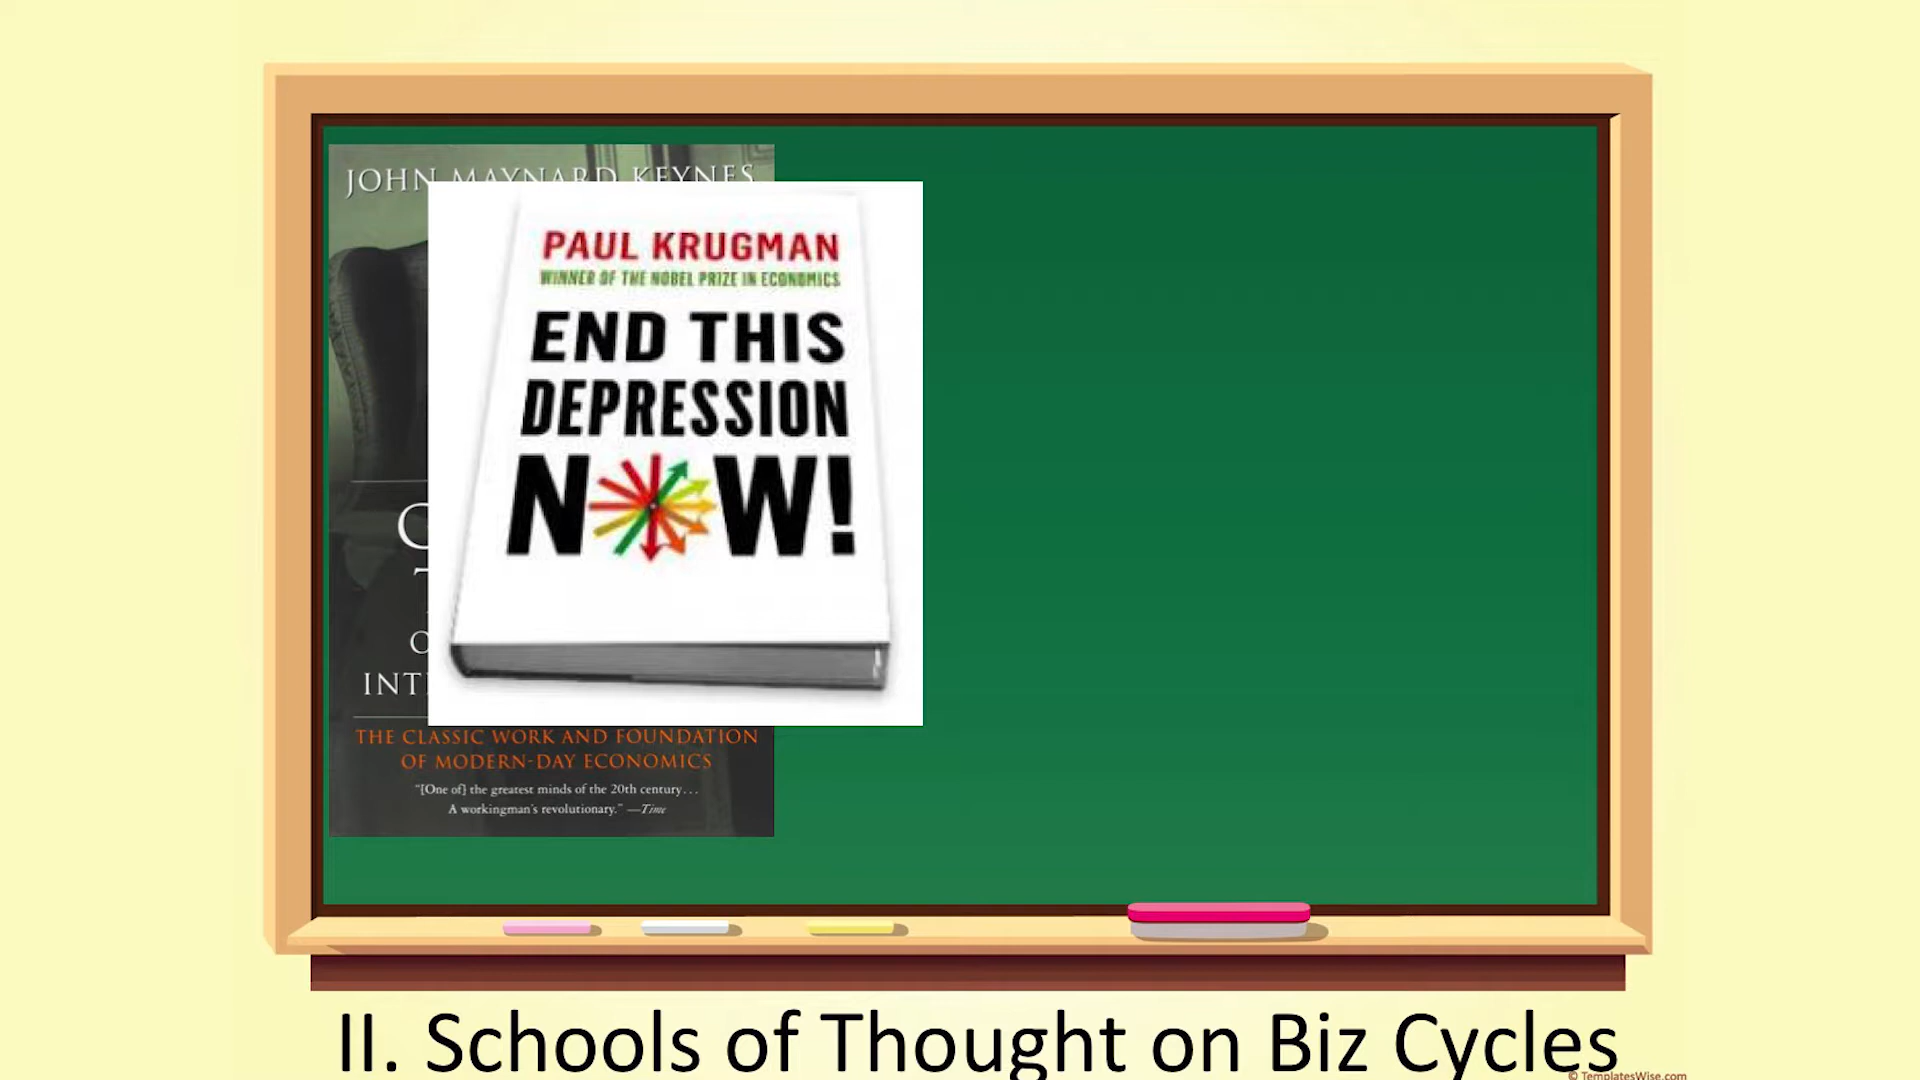 JOHN MAYNARD KEYNES
PAUL KRUGMAN
WINNER OF THE NOBEL PRIZE IN ECONOMICS
END THIS
DEPRESSION
NOW!
INT
THE CLASSIC WORK AND FOUNDATION
OF MODERN-DAY ECONOMICS
"[One of] the greatest minds of the 20th century...
A workingman's revolutionary." —Time
II. Schools of Thought on Biz Cycles
© TemplatesWise.com